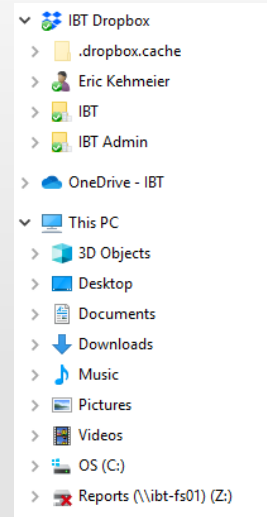 IBT Dropbox
.dropbox.cache
Eric Kehmeier
IBT
IBT Admin
OneDrive - IBT
This PC
3D Objects
Desktop
Documents
Downloads
Music
Pictures
Videos
OS (C:)
Reports (\\ibt-fs01) (Z:)